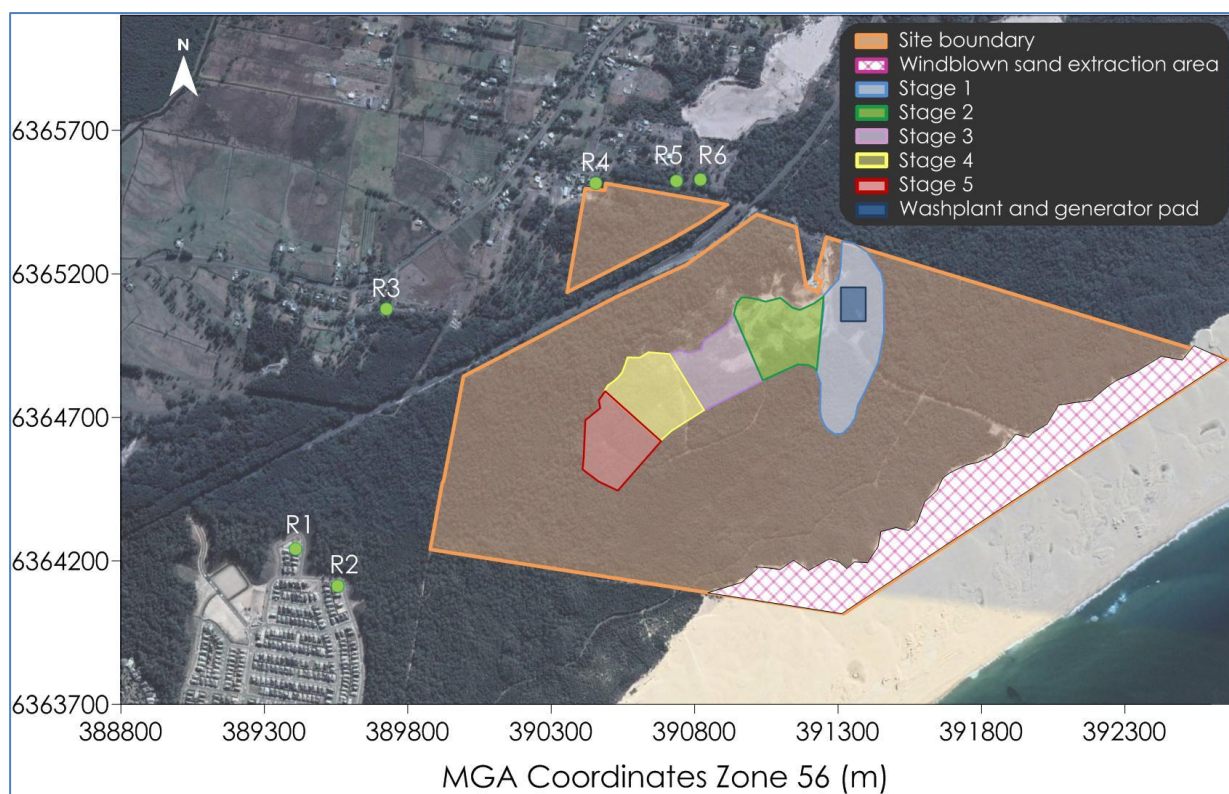 N
Site boundary
Windblown sand extraction area
Stage 1
Stage 2
Stage 3
Stage 4
Stage 5
Washplant and generator pad
6365700
R4
R5
R6
6365200
R3
6364700
R1
R2
6364200
6363700
388800
389300
389800
390300
390800
391300
391800
392300
MGA Coordinates Zone 56 (m)